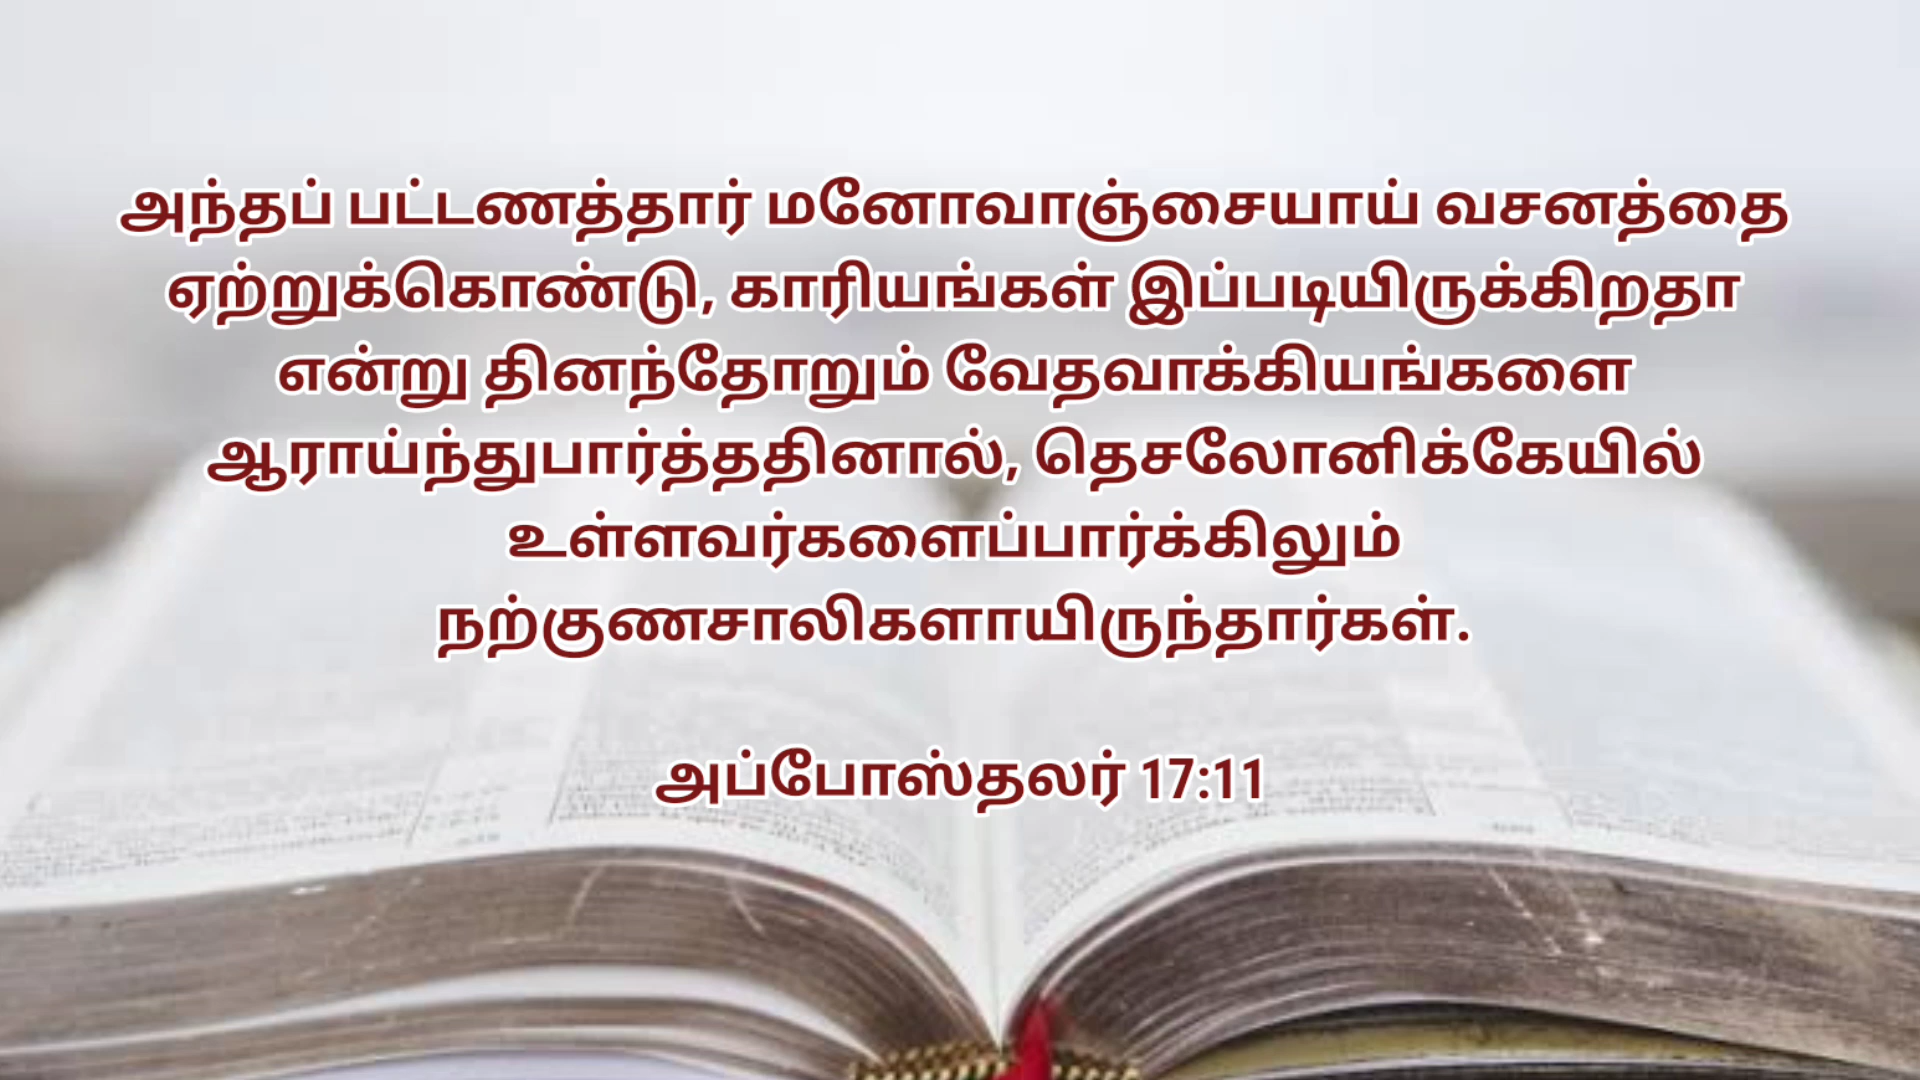 அந்தப் பட்டணத்தார் மனோவாஞ்சையாய் வசனத்தை
ஏற்றுக்கொண்டு, காரியங்கள் இப்படியிருக்கிறதா
என்று தினந்தோறும் வேதவாக்கியங்களை
ஆராய்ந்துபார்த்ததினால், தெசலோனிக்கேயில்
உள்ளவர்களைப்பார்க்கிலும்
நற்குணசாலிகளாயிருந்தார்கள்.
அப்போஸ்தலர் 17:11